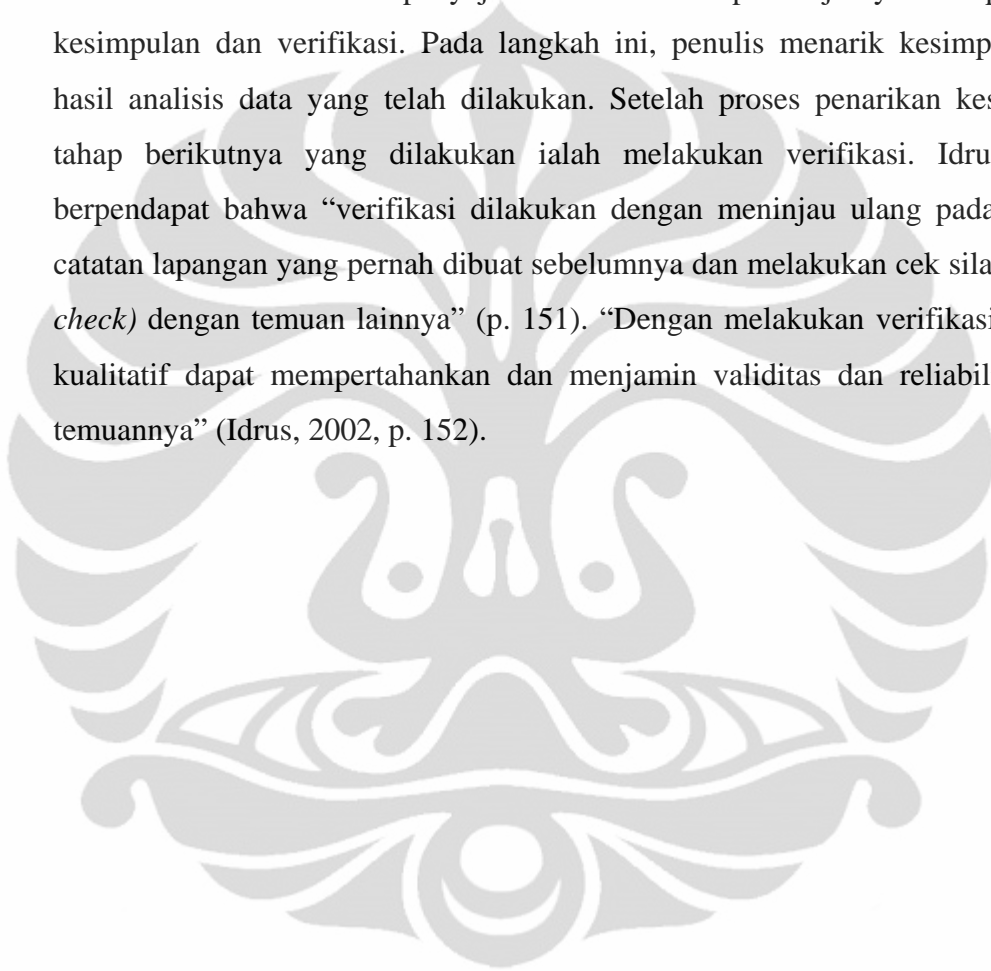 kesimpulan dan verifikasi. Pada langkah ini, penulis menarik kesimp
hasil analisis data yang telah dilakukan. Setelah proses penarikan kes
tahap berikutnya yang dilakukan ialah melakukan verifikasi. Idru
berpendapat bahwa “verifikasi dilakukan dengan meninjau ulang pada
catatan lapangan yang pernah dibuat sebelumnya dan melakukan cek sila
check) dengan temuan lainnya” (p. 151). “Dengan melakukan verifikasi
kualitatif dapat mempertahankan dan menjamin validitas dan reliabil
temuannya” (Idrus, 2002, p. 152).